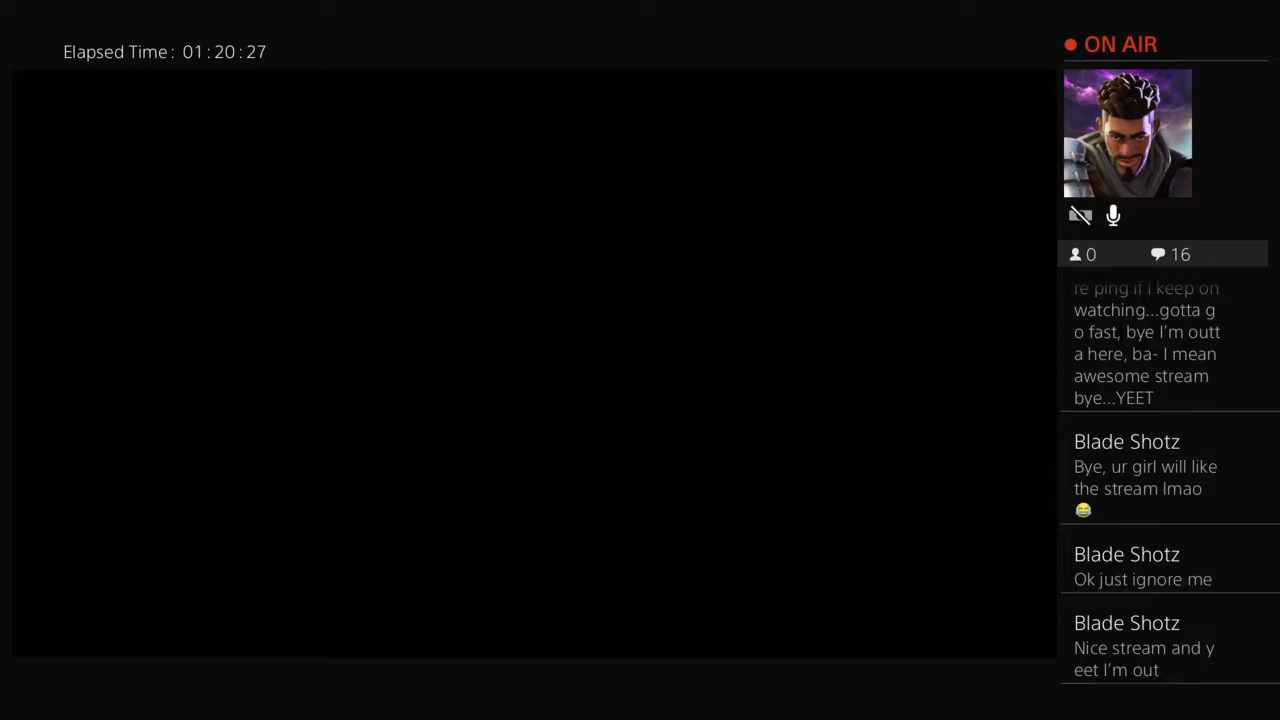 Elapsed Time: 01:20:27
ON AIR
0 16
re ping if I keep on
watching...gotta g
o fast, bye I'm outt
a here, ba- I mean
awesome stream
bye...YEET
Blade Shotz
Bye, ur girl will like
the stream lmao
😂
Blade Shotz
Ok just ignore me
Blade Shotz
Nice stream and y
eet I'm out